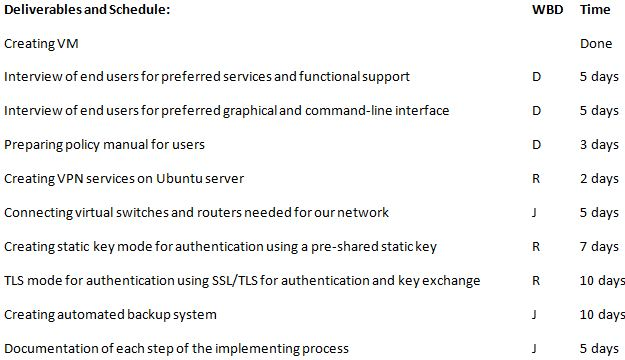 Deliverables and Schedule: WBD Time
Creating VM Done
Interview of end users for preferred services and functional support D 5 days
Interview of end users for preferred graphical and command-line interface D 5 days
Preparing policy manual for users D 3 days
Creating VPN services on Ubuntu server R 2 days
Connecting virtual switches and routers needed for our network J 5 days
Creating static key mode for authentication using a pre-shared static key R 7 days
TLS mode for authentication using SSL/TLS for authentication and key exchange R 10 days
Creating automated backup system J 10 days
Documentation of each step of the implementing process J 5 days